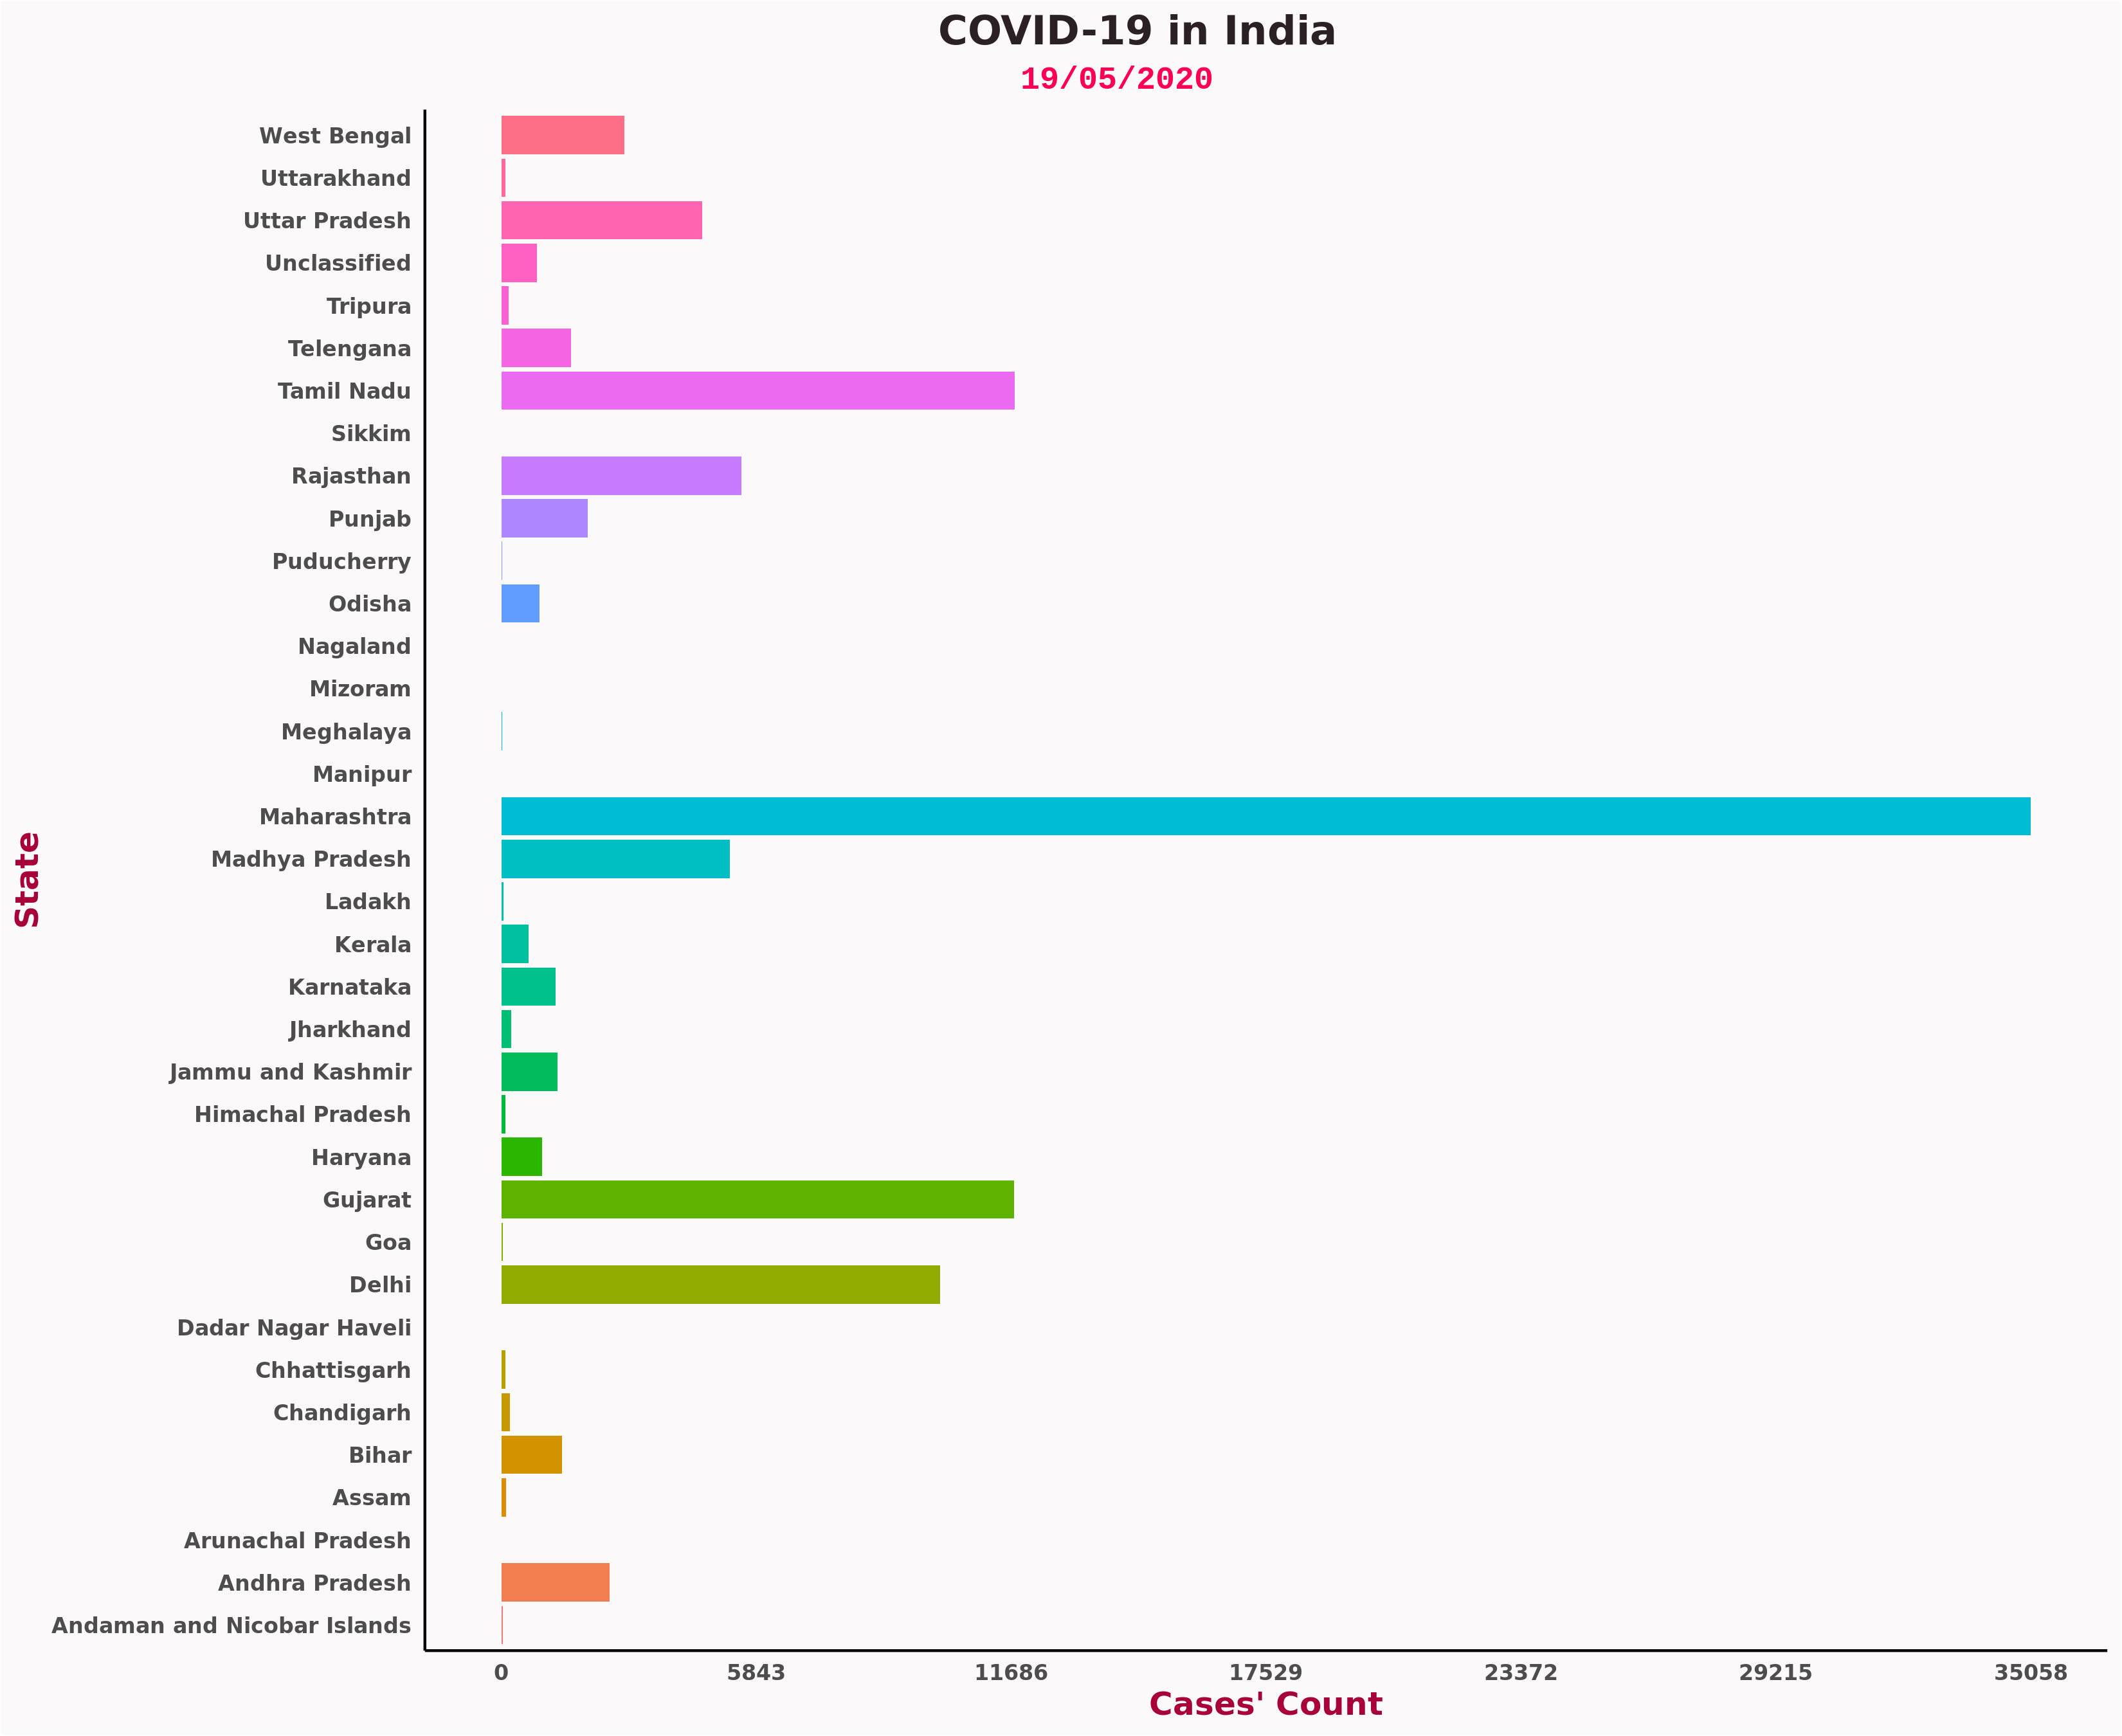 COVID-19 in India
19/05/2020
West Bengal
Uttarakhand
Uttar Pradesh
Unclassified
Tripura
Telengana
Tamil Nadu
Sikkim
Rajasthan
Punjab
Puducherry
Odisha
Nagaland
Mizoram
Meghalaya
Manipur
Maharashtra
Madhya Pradesh
Ladakh
Kerala
Karnataka
Jharkhand
Jammu and Kashmir
Himachal Pradesh
Haryana
Gujarat
Goa
Delhi
Dadar Nagar Haveli
Chhattisgarh
Chandigarh
Bihar
Assam
Arunachal Pradesh
Andhra Pradesh
Andaman and Nicobar Islands
State
0 5843 11686 17529 23372 29215 35058
Cases' Count